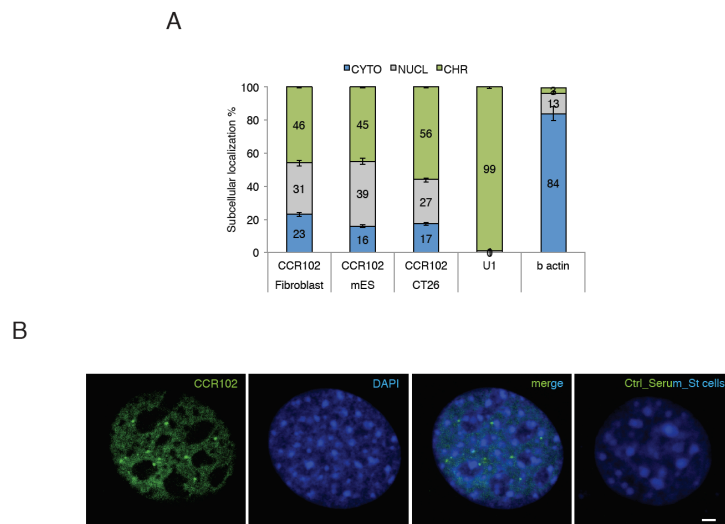 A
CYTO NUCL CHR
100
80
60
40
20
0
Subcellular localization %
46 45 56 99 3
31 39 27 13
23 16 17 84
CCR102 CCR102 CCR102 U1 b actin
Fibroblast mES CT26
B
CCR102 DAPI merge Ctrl_Serum_St cells